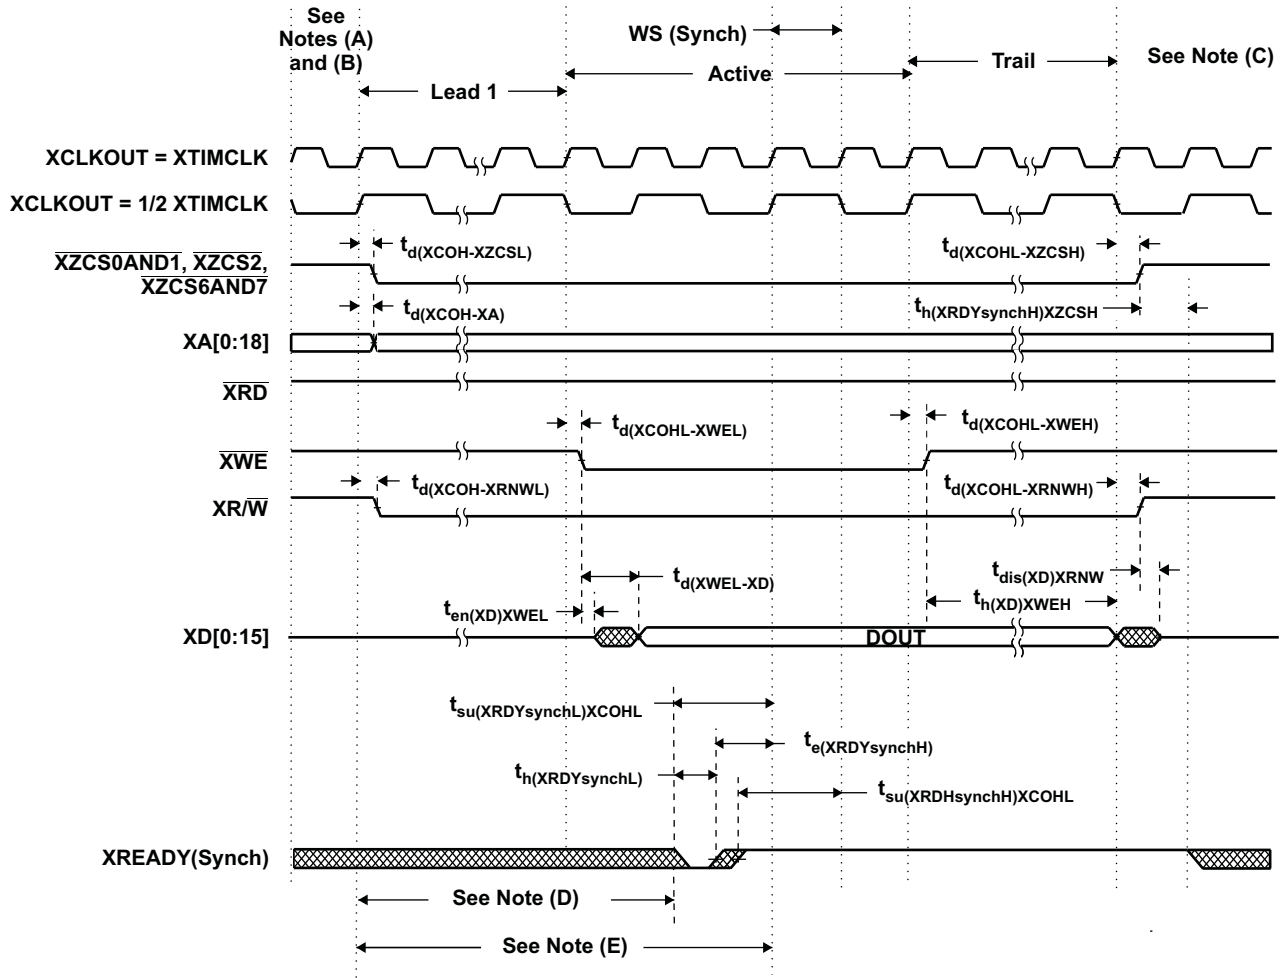 See
Notes (A)
and (B)
WS (Synch)
Lead 1
Active
Trail
See Note (C)
XCLKOUT = XTIMCLK
XCLKOUT = 1/2 XTIMCLK
td(XCOH-XZCSL)
td(XCOHL-XZCSH)
XZCS0AND1, XZCS2,
XZCS6AND7
td(XCOH-XA)
th(XRDYsynchH)XZCSH
XA[0:18]
XRD
td(XCOHL-XWEL)
td(XCOHL-XWEH)
XWE
td(XCOH-XRNWL)
td(XCOHL-XRNWH)
XR/W
td(XWEL-XD)
tdis(XD)XRNW
ten(XD)XWEL
th(XD)XWEH
XD[0:15]
DOUT
tsu(XRDYsynchL)XCOHL
te(XRDYsynchH)
th(XRDYsynchL)
tsu(XRDHsynchH)XCOHL
XREADY(Synch)
See Note (D)
See Note (E)